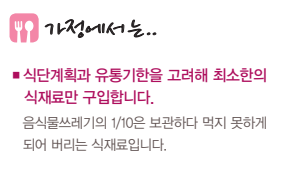 가정에서는..
■ 식단계획과 유통기한을 고려해 최소한의
식재료만 구입합니다.
음식물쓰레기의 1/10은 보관하다 먹지 못하게
되어 버리는 식재료입니다.